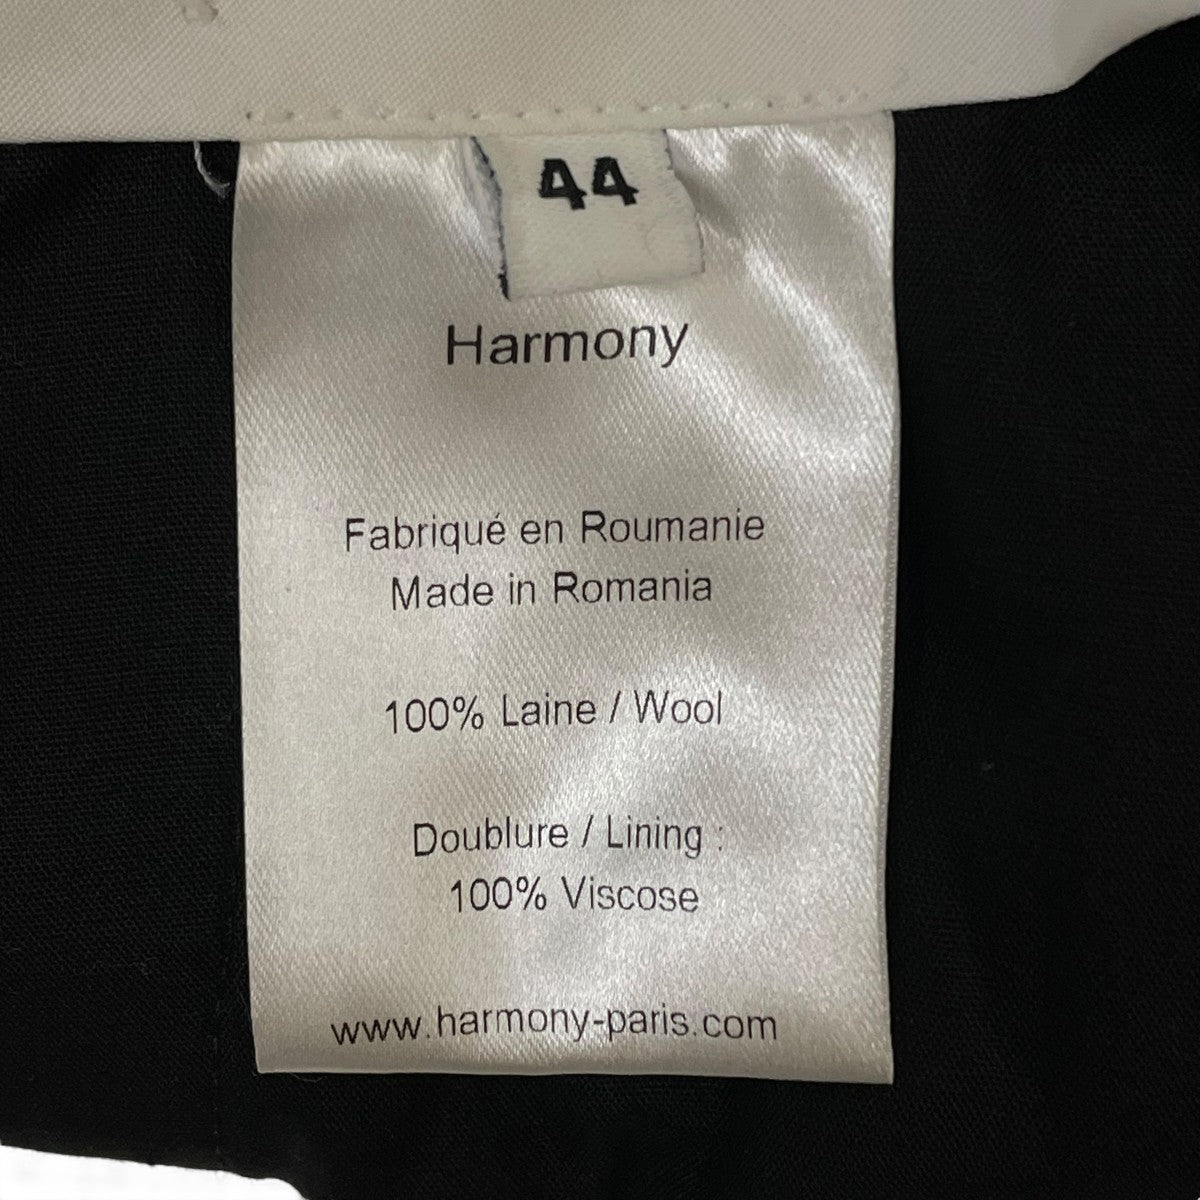 44
Harmony
Fabriqué en Roumanie
Made in Romania
100% Laine / Wool
Doublure / Lining :
100% Viscose
www.harmony-paris.com